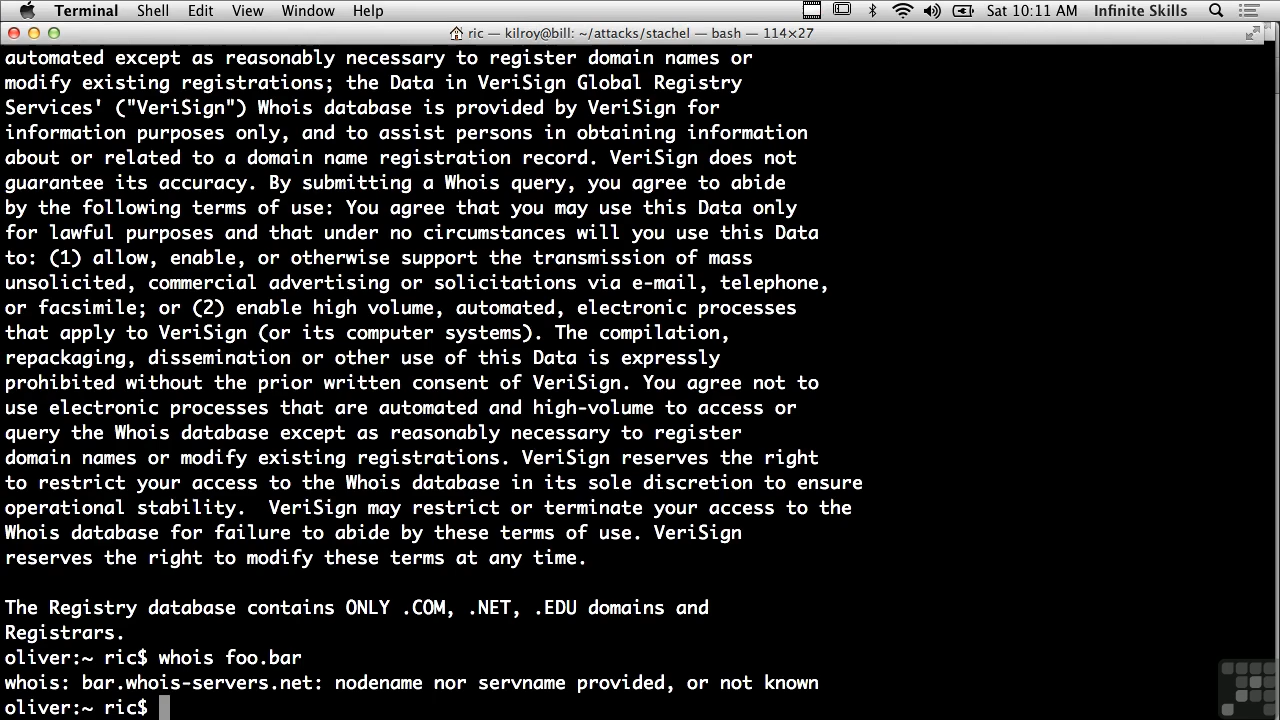 Terminal Shell Edit View Window Help Sat 10:11 AM Infinite Skills
ric — kilroy@bill: ~/attacks/stachel — bash — 114×27
automated except as reasonably necessary to register domain names or
modify existing registrations; the Data in VeriSign Global Registry
Services' ("VeriSign") Whois database is provided by VeriSign for
information purposes only, and to assist persons in obtaining information
about or related to a domain name registration record. VeriSign does not
guarantee its accuracy. By submitting a Whois query, you agree to abide
by the following terms of use: You agree that you may use this Data only
for lawful purposes and that under no circumstances will you use this Data
to: (1) allow, enable, or otherwise support the transmission of mass
unsolicited, commercial advertising or solicitations via e-mail, telephone,
or facsimile; or (2) enable high volume, automated, electronic processes
that apply to VeriSign (or its computer systems). The compilation,
repackaging, dissemination or other use of this Data is expressly
prohibited without the prior written consent of VeriSign. You agree not to
use electronic processes that are automated and high-volume to access or
query the Whois database except as reasonably necessary to register
domain names or modify existing registrations. VeriSign reserves the right
to restrict your access to the Whois database in its sole discretion to ensure
operational stability.  VeriSign may restrict or terminate your access to the
Whois database for failure to abide by these terms of use. VeriSign
reserves the right to modify these terms at any time.
The Registry database contains ONLY .COM, .NET, .EDU domains and
Registrars.
oliver:~ ric$ whois foo.bar
whois: bar.whois-servers.net: nodename nor servname provided, or not known
oliver:~ ric$